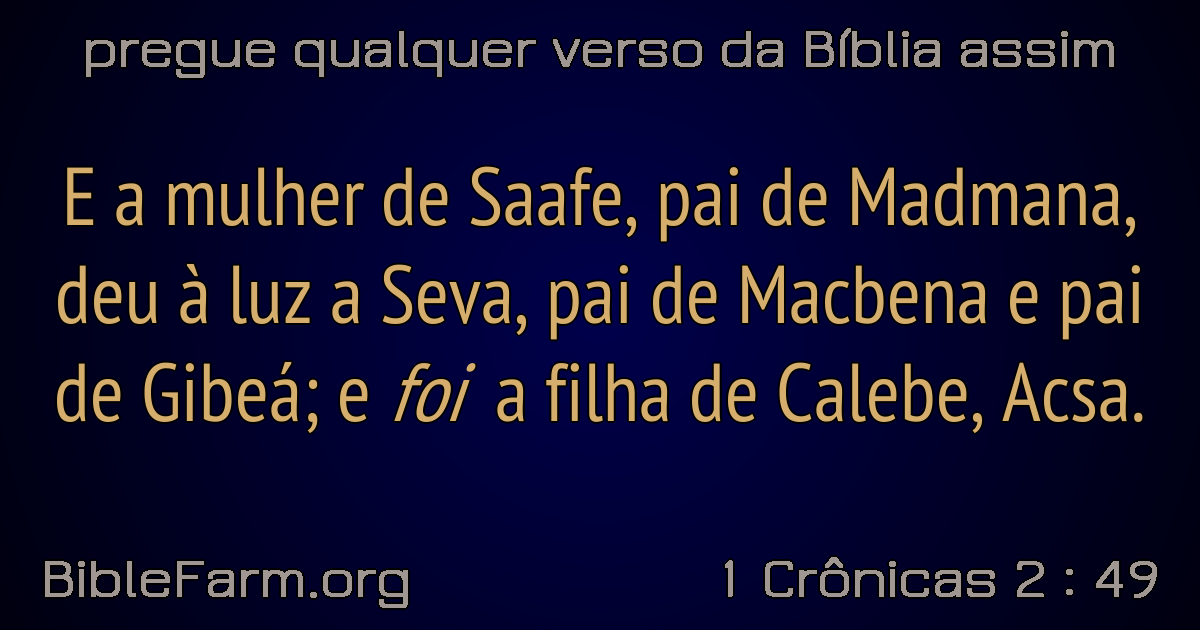 pregue qualquer verso da Bíblia assim
E a mulher de Saafe, pai de Madmana,
deu à luz a Seva, pai de Macbena e pai
de Gibeá; e foi a filha de Calebe, Acsa.
BibleFarm.org
1 Crônicas 2 : 49